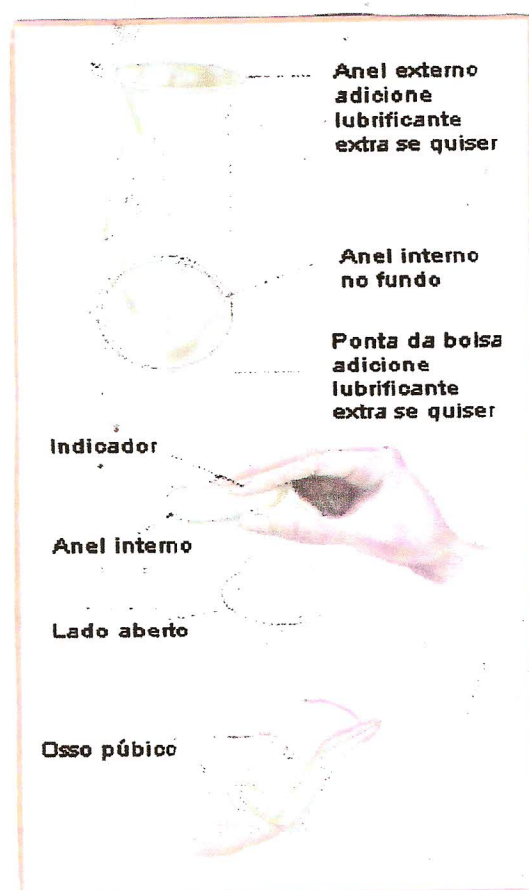 Anel externo
adicione
lubrificante
extra se quiser
Anel interno
no fundo
Ponta da bolsa
adicione
lubrificante
extra se quiser
Indicador
Anel interno
Lado aberto
Osso púbico